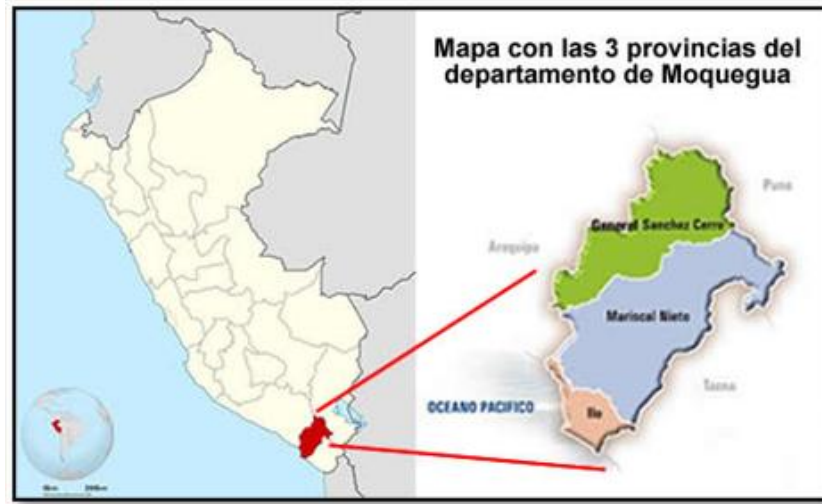 Mapa con las 3 provincias del
departamento de Moquegua
Puno
General Sanchez Cerro
Arequipa
Mariscal Nieto
Tacna
OCEANO PACIFICO
Ilo